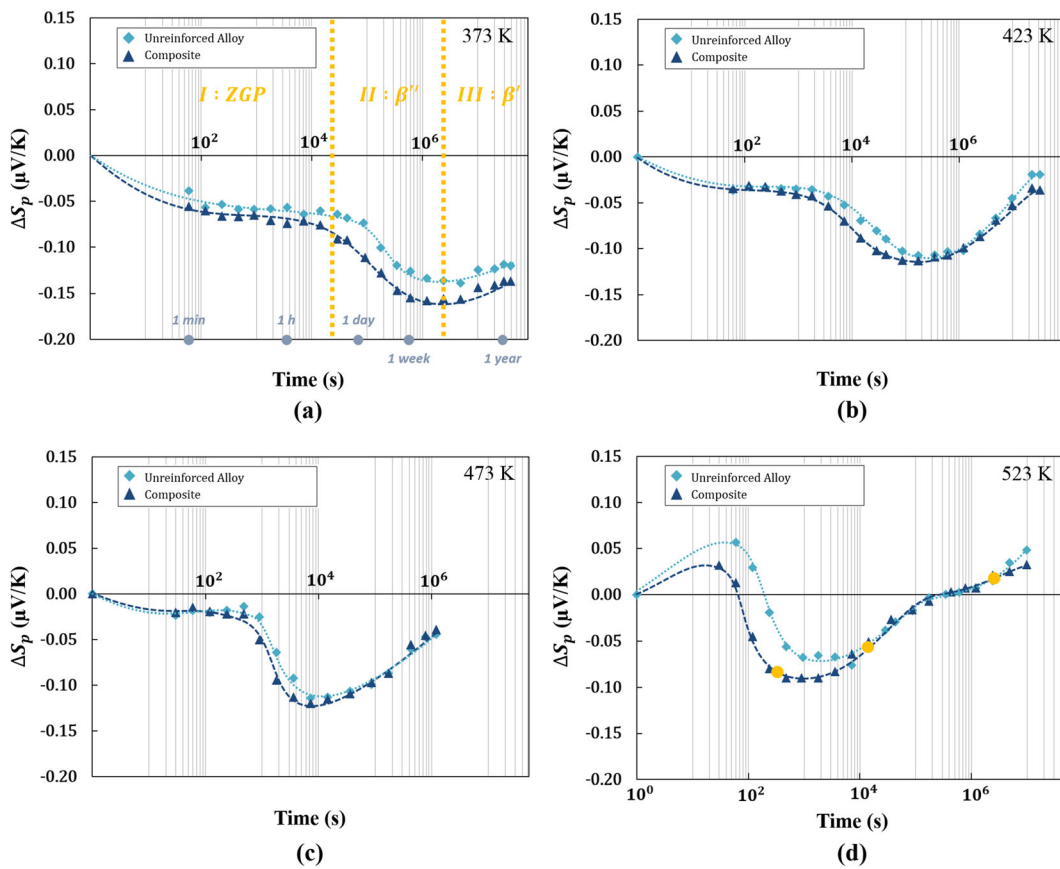 0.15
0.10
0.05
0.00
-0.05
-0.10
-0.15
-0.20
ΔSₚ (µV/K)
Unreinforced Alloy
Composite
373 K
I : ZGP
II : β′′
III : β′
10²
10⁴
10⁶
1 min
1 h
1 day
1 week
1 year
Time (s)
(a)
0.15
0.10
0.05
0.00
-0.05
-0.10
-0.15
-0.20
ΔSₚ (µV/K)
Unreinforced Alloy
Composite
423 K
10²
10⁴
10⁶
Time (s)
(b)
0.15
0.10
0.05
0.00
-0.05
-0.10
-0.15
-0.20
ΔSₚ (µV/K)
Unreinforced Alloy
Composite
473 K
10²
10⁴
10⁶
Time (s)
(c)
0.15
0.10
0.05
0.00
-0.05
-0.10
-0.15
-0.20
ΔSₚ (µV/K)
Unreinforced Alloy
Composite
523 K
10⁰
10²
10⁴
10⁶
Time (s)
(d)